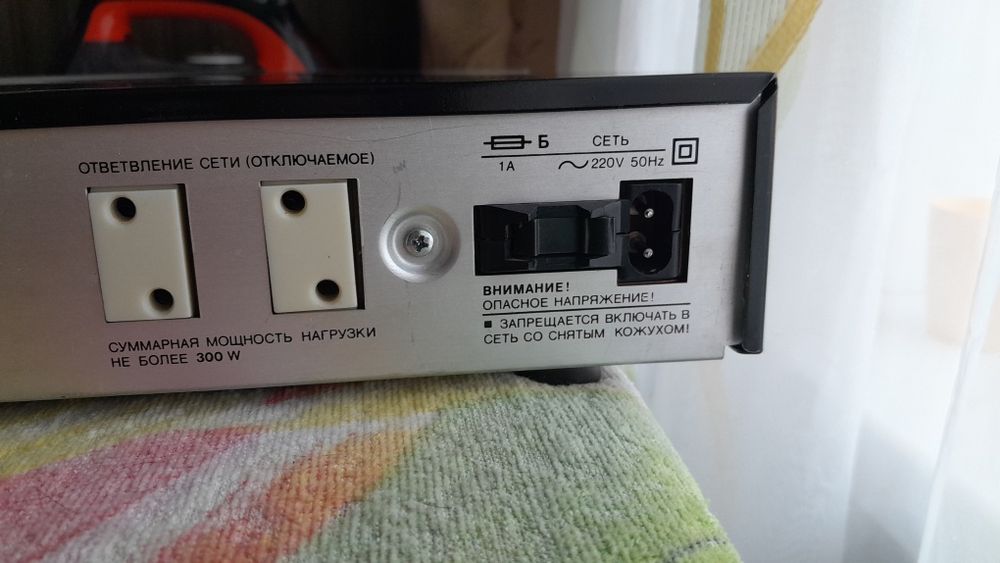 ОТВЕТВЛЕНИЕ СЕТИ (ОТКЛЮЧАЕМОЕ)
СУММАРНАЯ МОЩНОСТЬ НАГРУЗКИ
НЕ БОЛЕЕ 300 W
Б СЕТЬ
1А ~220V 50Hz
ВНИМАНИЕ!
ОПАСНОЕ НАПРЯЖЕНИЕ!
▪ ЗАПРЕЩАЕТСЯ ВКЛЮЧАТЬ В
СЕТЬ СО СНЯТЫМ КОЖУХОМ!